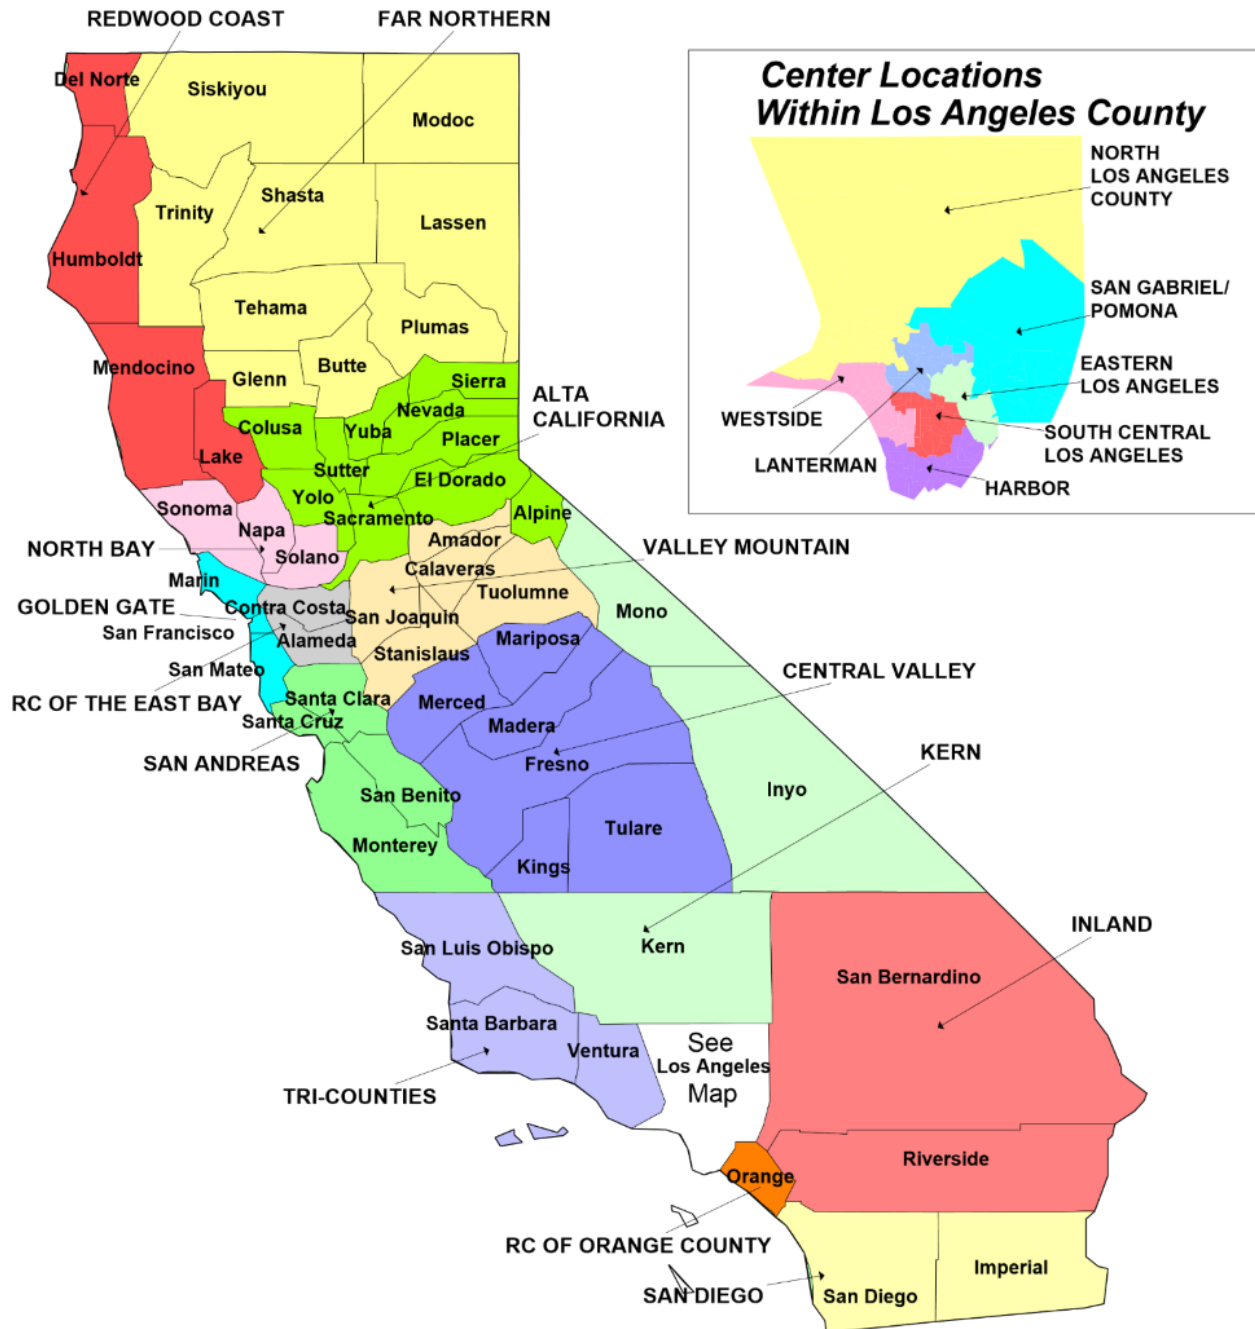 REDWOOD COAST
FAR NORTHERN
Center Locations
Within Los Angeles County
NORTH
LOS ANGELES
COUNTY
SAN GABRIEL/
POMONA
EASTERN
LOS ANGELES
WESTSIDE
SOUTH CENTRAL
LOS ANGELES
LANTERMAN
HARBOR
Del Norte
Siskiyou
Modoc
Shasta
Trinity
Lassen
Humboldt
Tehama
Plumas
Mendocino
Butte
Glenn
Sierra
ALTA
CALIFORNIA
Nevada
Colusa
Yuba
Placer
Lake
Sutter
El Dorado
Yolo
Sonoma
Sacramento
Alpine
Napa
Amador
NORTH BAY
Solano
VALLEY MOUNTAIN
Calaveras
Marin
Tuolumne
GOLDEN GATE
Contra Costa
San Joaquin
Mono
San Francisco
Alameda
Mariposa
Stanislaus
San Mateo
CENTRAL VALLEY
RC OF THE EAST BAY
Santa Clara
Merced
Santa Cruz
Madera
SAN ANDREAS
Fresno
KERN
San Benito
Inyo
Monterey
Tulare
Kings
INLAND
San Luis Obispo
Kern
San Bernardino
Santa Barbara
Ventura
See
Los Angeles
Map
TRI-COUNTIES
Riverside
Orange
RC OF ORANGE COUNTY
Imperial
SAN DIEGO
San Diego